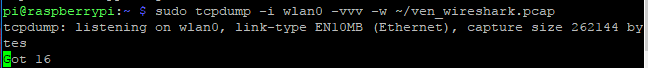 pi@raspberrypi:~ $ sudo tcpdump -i wlan0 -vvv -w ~/ven_wireshark.pcap
tcpdump: listening on wlan0, link-type EN10MB (Ethernet), capture size 262144 by
tes
Got 16